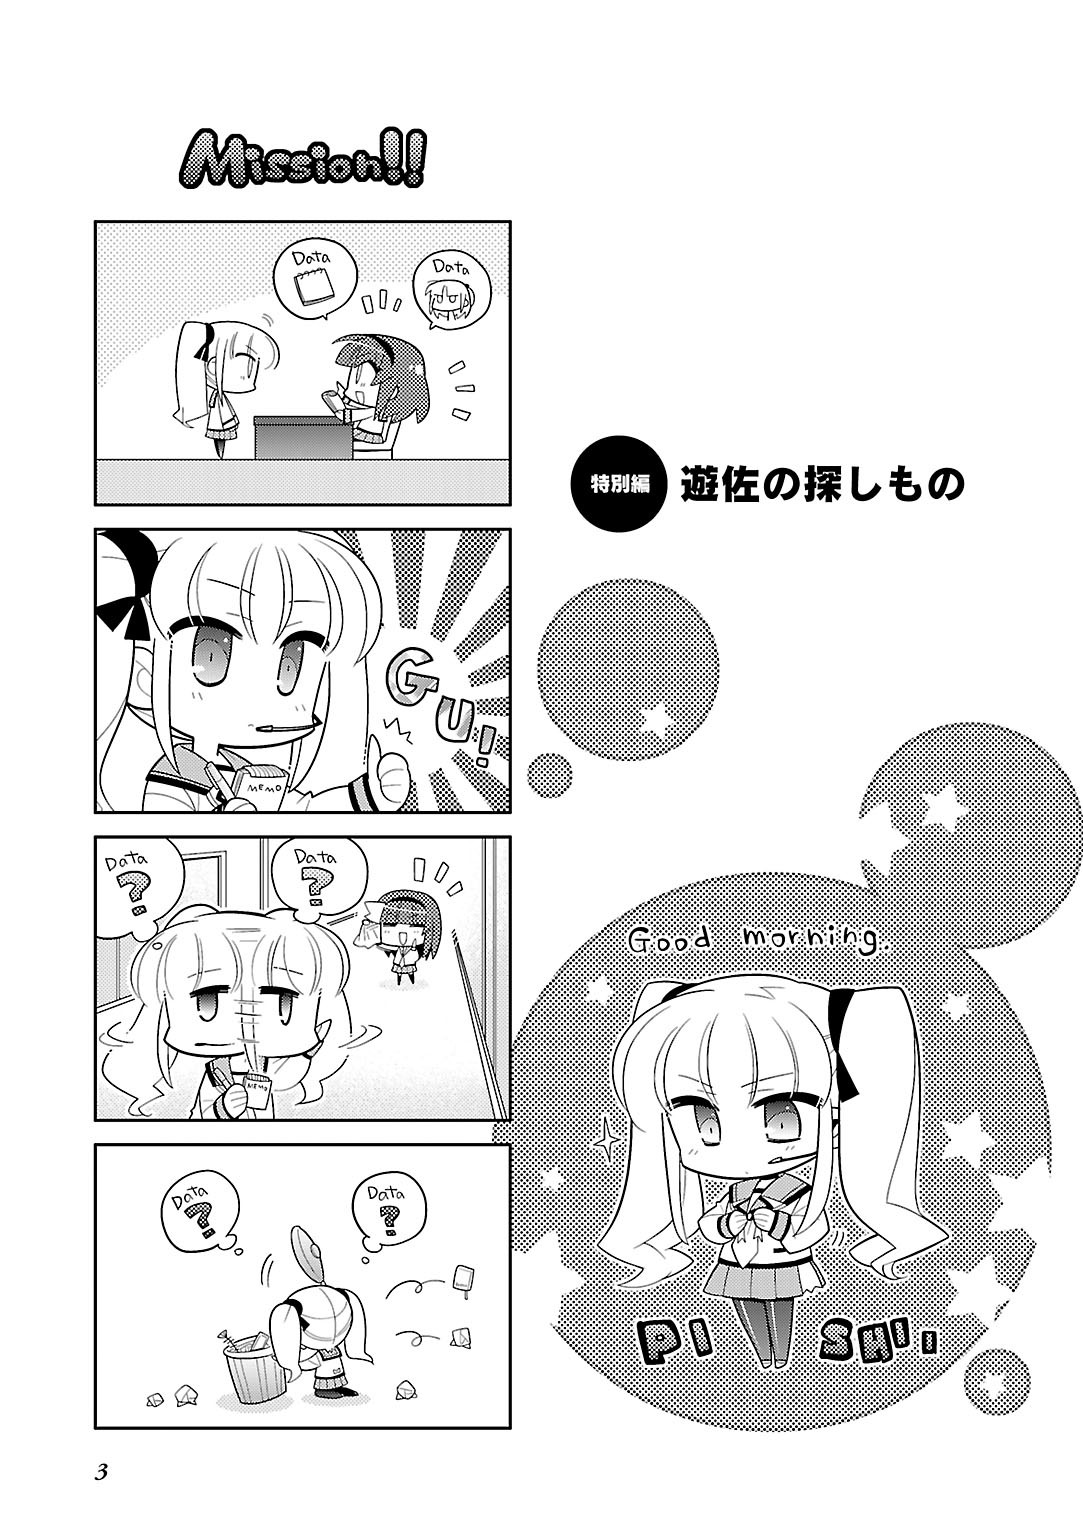 特別編
遊佐の探しもの
Good morning.
PI SHII
Mission!!
Data
Data
GU!
MEMO
Data
?
Data
?
MEMO
Data
?
Data
?
3